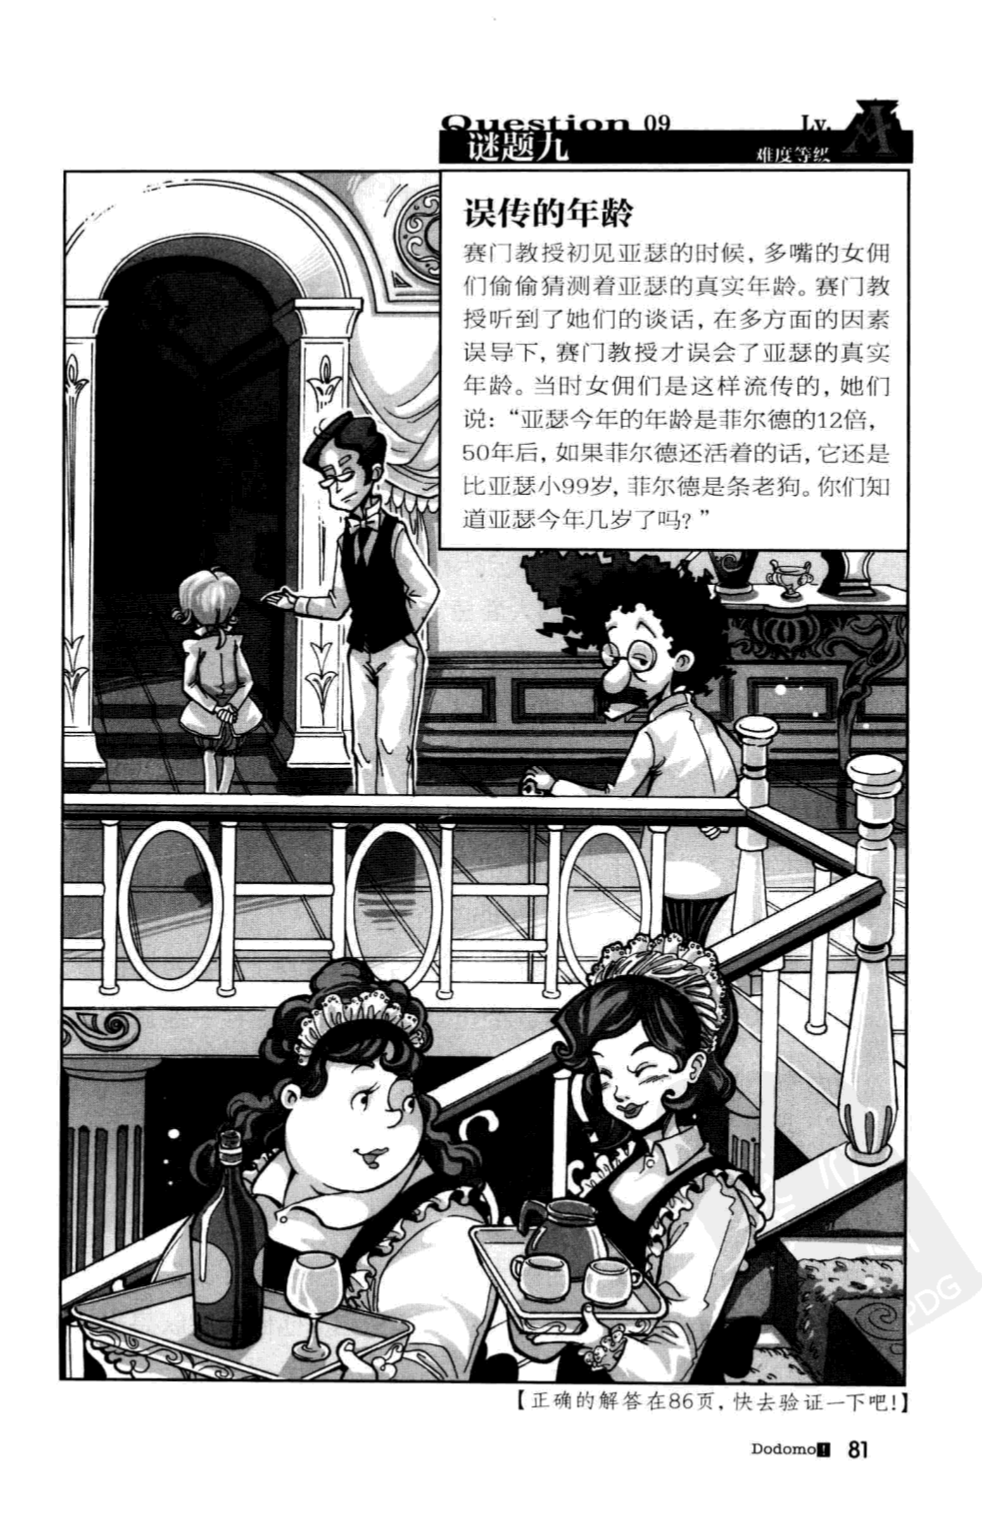 Question 09
Lv.
谜题九
难度等级
A
误传的年龄
赛门教授初见亚瑟的时候，多嘴的女佣
们偷偷猜测着亚瑟的真实年龄。赛门教
授听到了她们的谈话，在多方面的因素
误导下，赛门教授才误会了亚瑟的真实
年龄。当时女佣们是这样流传的，她们
说：“亚瑟今年的年龄是菲尔德的12倍，
50年后，如果菲尔德还活着的话，它还是
比亚瑟小99岁，菲尔德是条老狗。你们知
道亚瑟今年几岁了吗？”
PDG
【正确的解答在86页，快去验证一下吧！】
Dodomo! 81